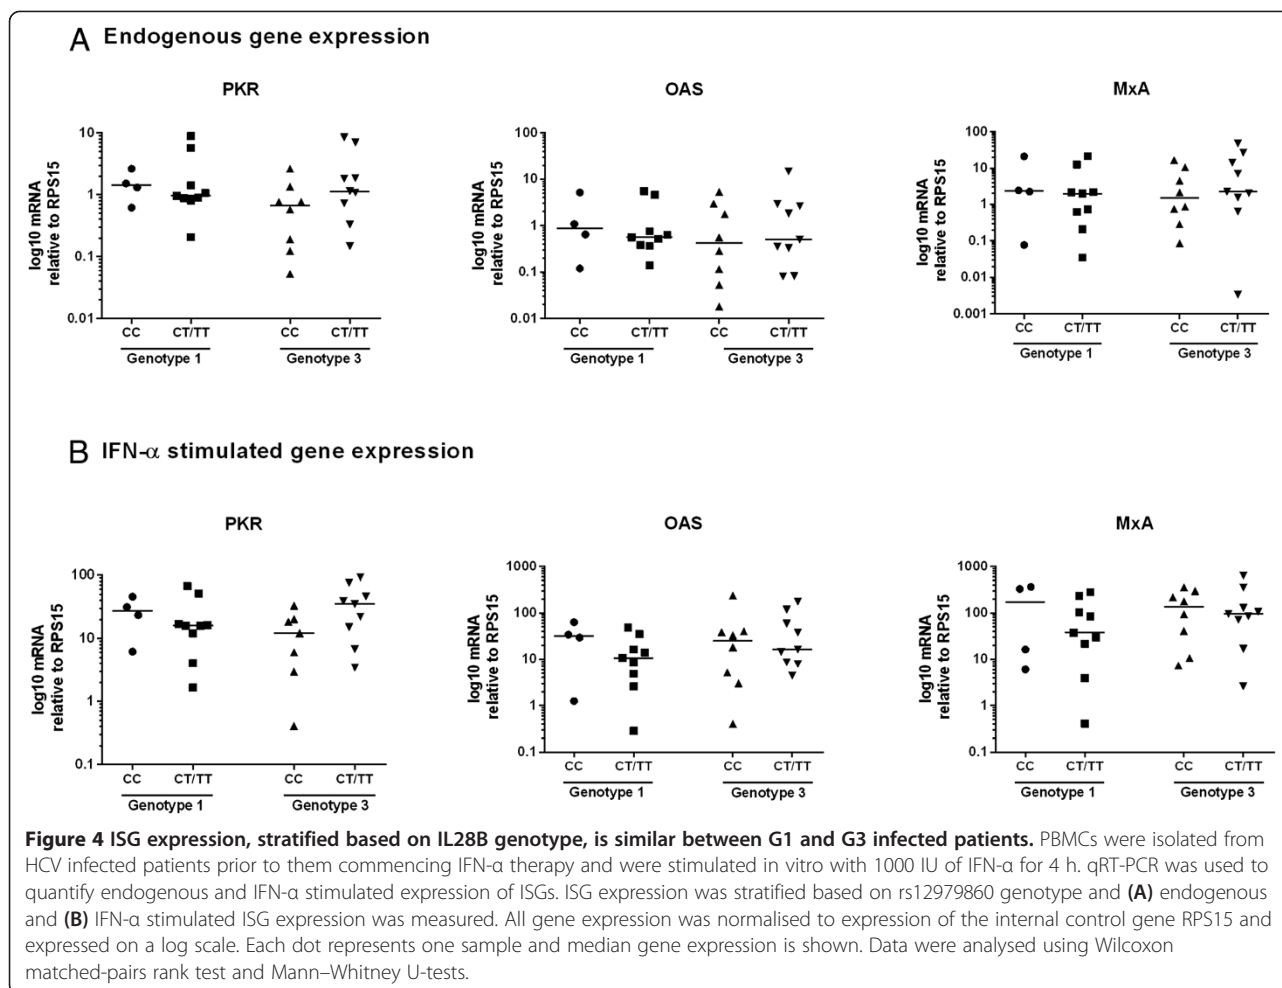 A Endogenous gene expression
PKR
OAS
MxA
log10 mRNA
relative to RPS15
10
1
0.1
0.01
CC
CT/TT
CC
CT/TT
Genotype 1
Genotype 3
log10 mRNA
relative to RPS15
100
10
1
0.1
0.01
CC
CT/TT
CC
CT/TT
Genotype 1
Genotype 3
log10 mRNA
relative to RPS15
100
10
1
0.1
0.01
0.001
CC
CT/TT
CC
CT/TT
Genotype 1
Genotype 3
B IFN-α stimulated gene expression
PKR
OAS
MxA
log10 mRNA
relative to RPS15
100
10
1
0.1
CC
CT/TT
CC
CT/TT
Genotype 1
Genotype 3
log10 mRNA
relative to RPS15
1000
100
10
1
0.1
CC
CT/TT
CC
CT/TT
Genotype 1
Genotype 3
log10 mRNA
relative to RPS15
1000
100
10
1
0.1
CC
CT/TT
CC
CT/TT
Genotype 1
Genotype 3
Figure 4 ISG expression, stratified based on IL28B genotype, is similar between G1 and G3 infected patients. PBMCs were isolated from
HCV infected patients prior to them commencing IFN-α therapy and were stimulated in vitro with 1000 IU of IFN-α for 4 h. qRT-PCR was used to
quantify endogenous and IFN-α stimulated expression of ISGs. ISG expression was stratified based on rs12979860 genotype and (A) endogenous
and (B) IFN-α stimulated ISG expression was measured. All gene expression was normalised to expression of the internal control gene RPS15 and
expressed on a log scale. Each dot represents one sample and median gene expression is shown. Data were analysed using Wilcoxon
matched-pairs rank test and Mann–Whitney U-tests.